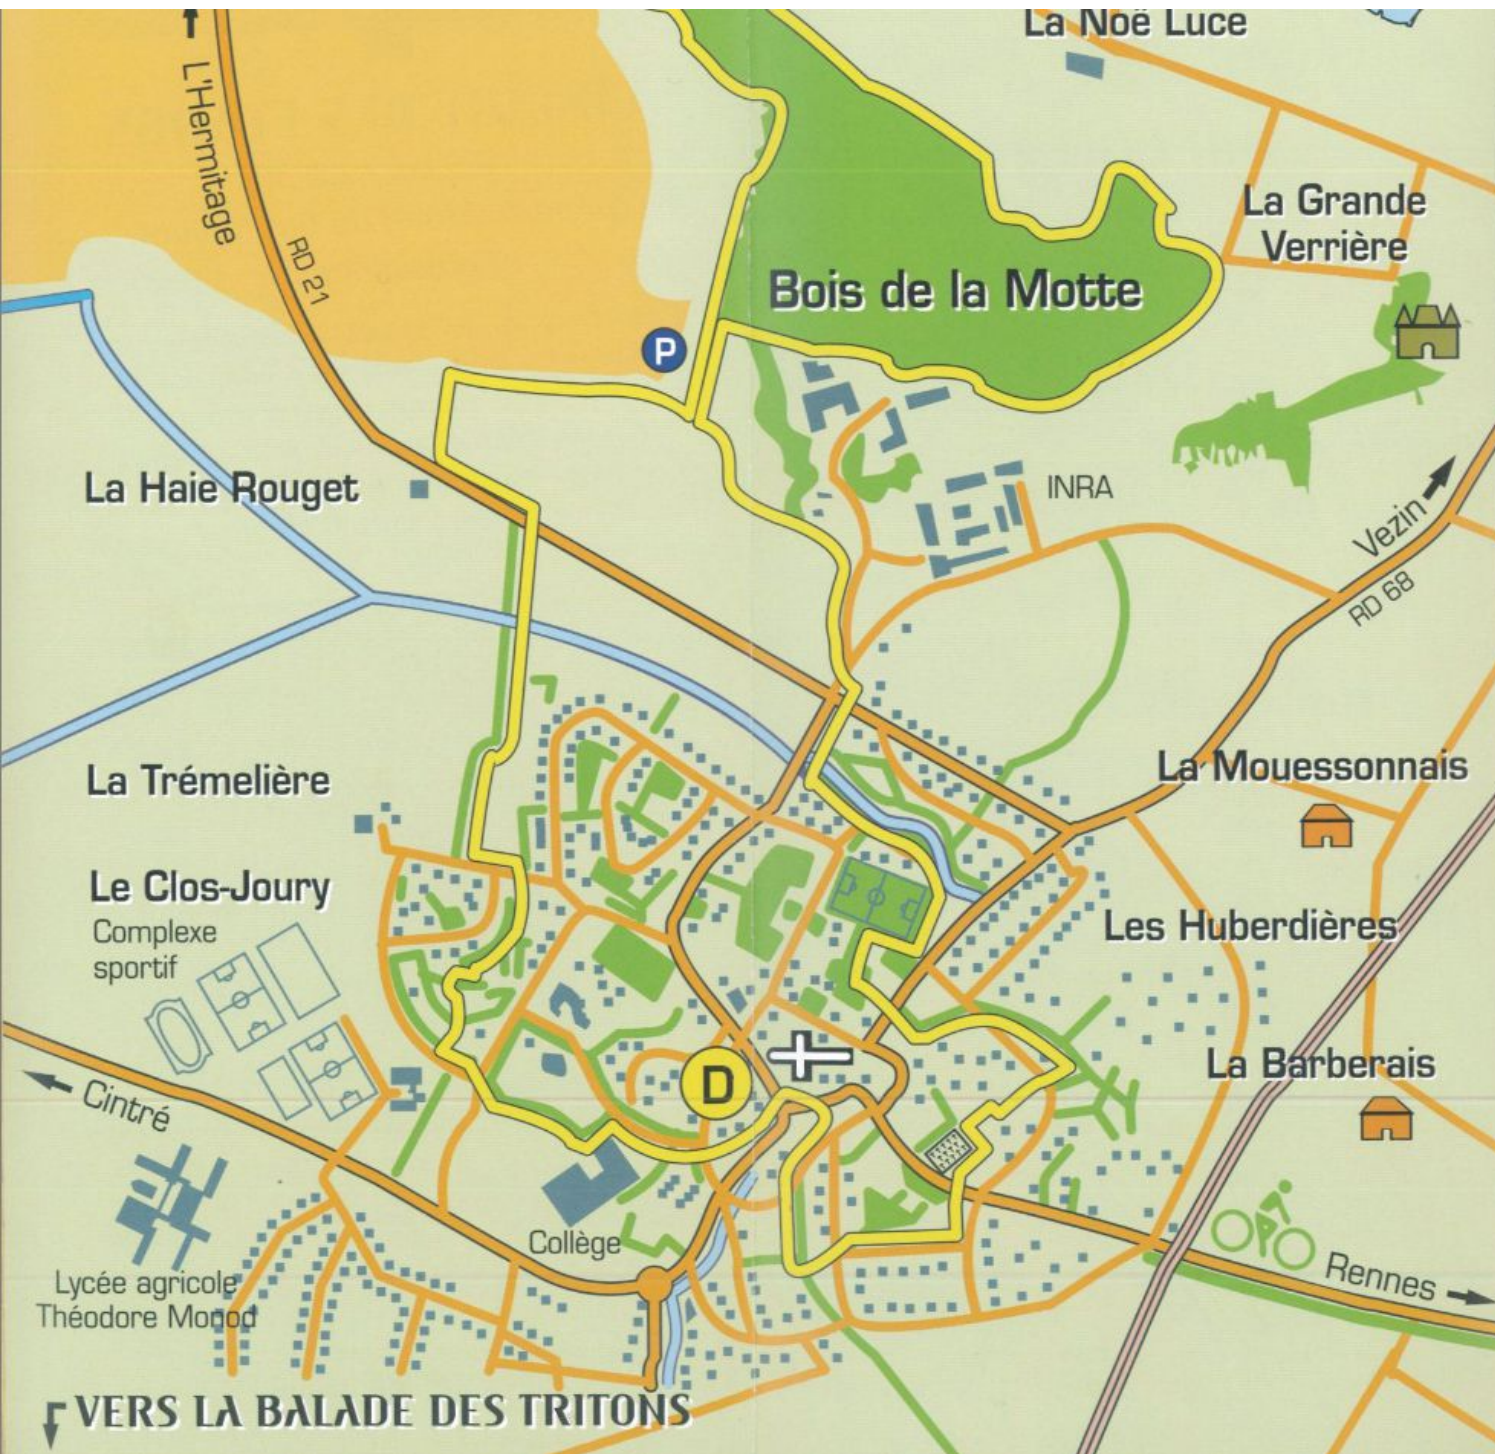 La Noë Luce
L'Hermitage
RD 21
La Grande
Verrière
Bois de la Motte
P
La Haie Rouget
INRA
Vezin
RD 68
La Trémelière
La Mouessonnais
Le Clos-Joury
Complexe
sportif
Les Huberdières
La Barberais
D
Cintré
Collège
Lycée agricole
Théodore Monod
Rennes
VERS LA BALADE DES TRITONS